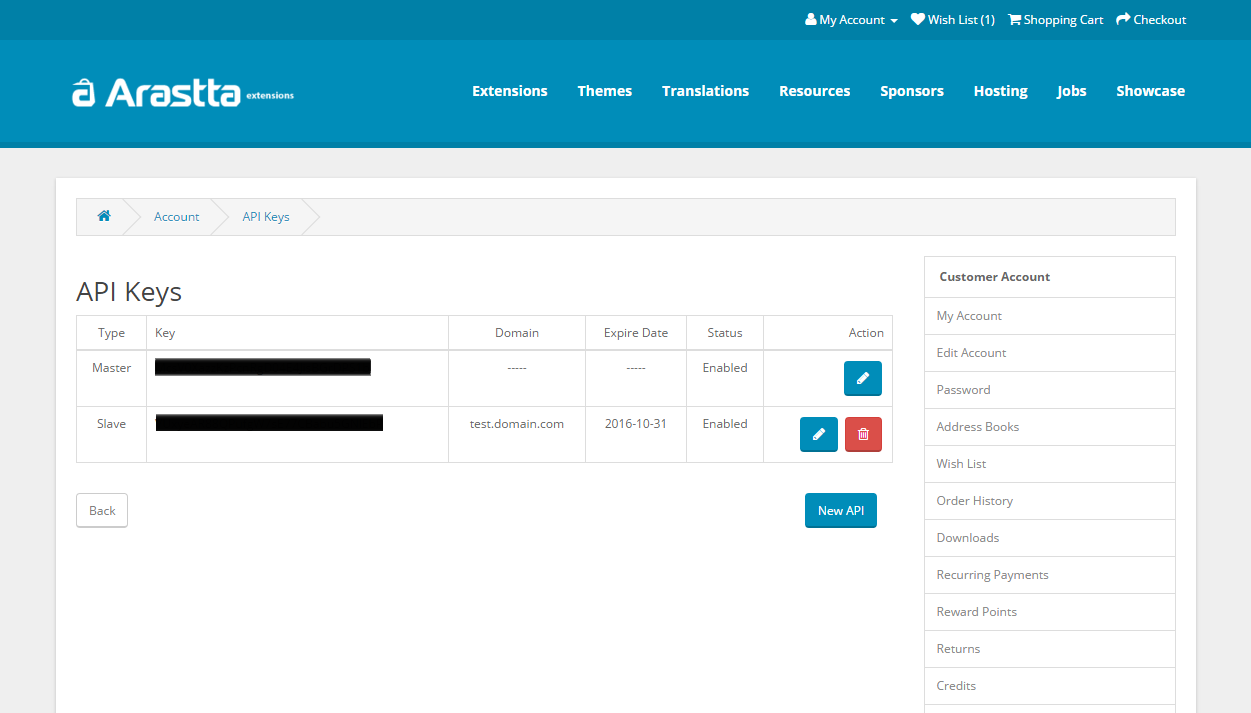 My Account Wish List (1) Shopping Cart Checkout
Arastta extensions
Extensions Themes Translations Resources Sponsors Hosting Jobs Showcase
Account API Keys
API Keys
Type Key Domain Expire Date Status Action
Master ----- ----- Enabled
Slave test.domain.com 2016-10-31 Enabled
Back New API
Customer Account
My Account
Edit Account
Password
Address Books
Wish List
Order History
Downloads
Recurring Payments
Reward Points
Returns
Credits